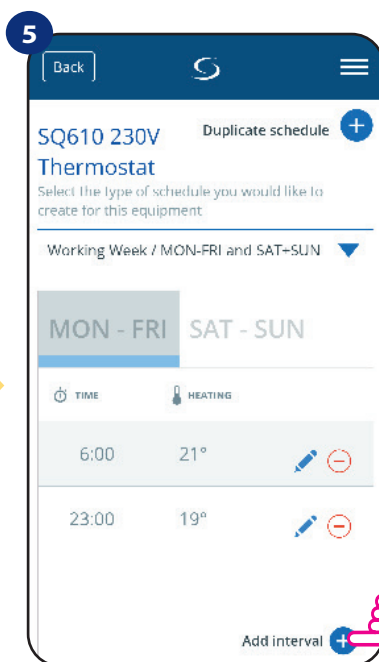 5
Back
SQ610 230V
Thermostat
Duplicate schedule
Select the type of schedule you would like to
create for this equipment
Working Week / MON-FRI and SAT+SUN
MON - FRI SAT - SUN
TIME HEATING
6:00 21°
23:00 19°
Add interval